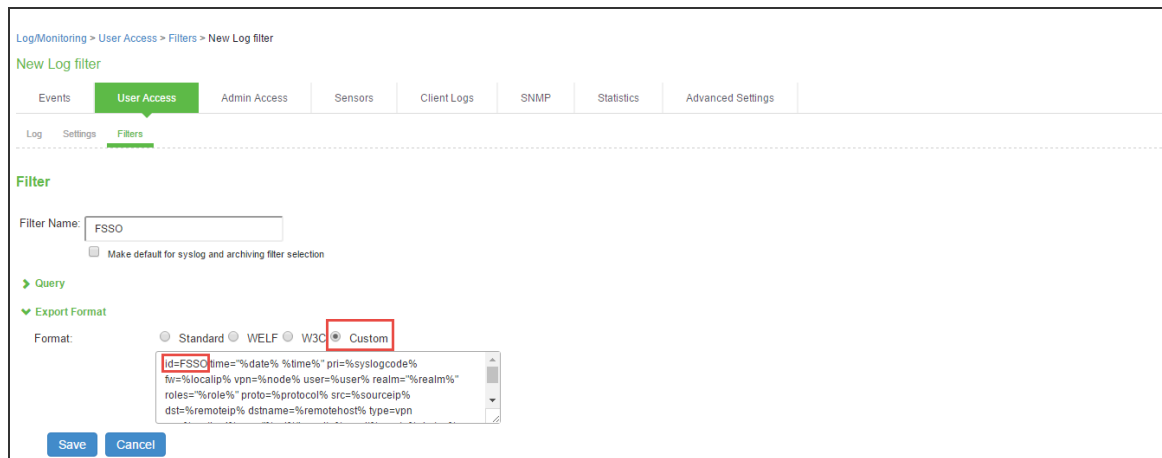 Log/Monitoring > User Access > Filters > New Log filter
New Log filter
Events User Access Admin Access Sensors Client Logs SNMP Statistics Advanced Settings
Log Settings Filters
Filter
Filter Name: FSSO
Make default for syslog and archiving filter selection
Query
Export Format
Format: Standard WELF W3C Custom
id=FSSO time="%date% %time%" pri=%syslogcode%
fw=%localip% vpn=%node% user=%user% realm="%realm%"
roles="%role%" proto=%protocol% src=%sourceip%
dst=%remoteip% dstname=%remotehost% type=vpn
Save Cancel